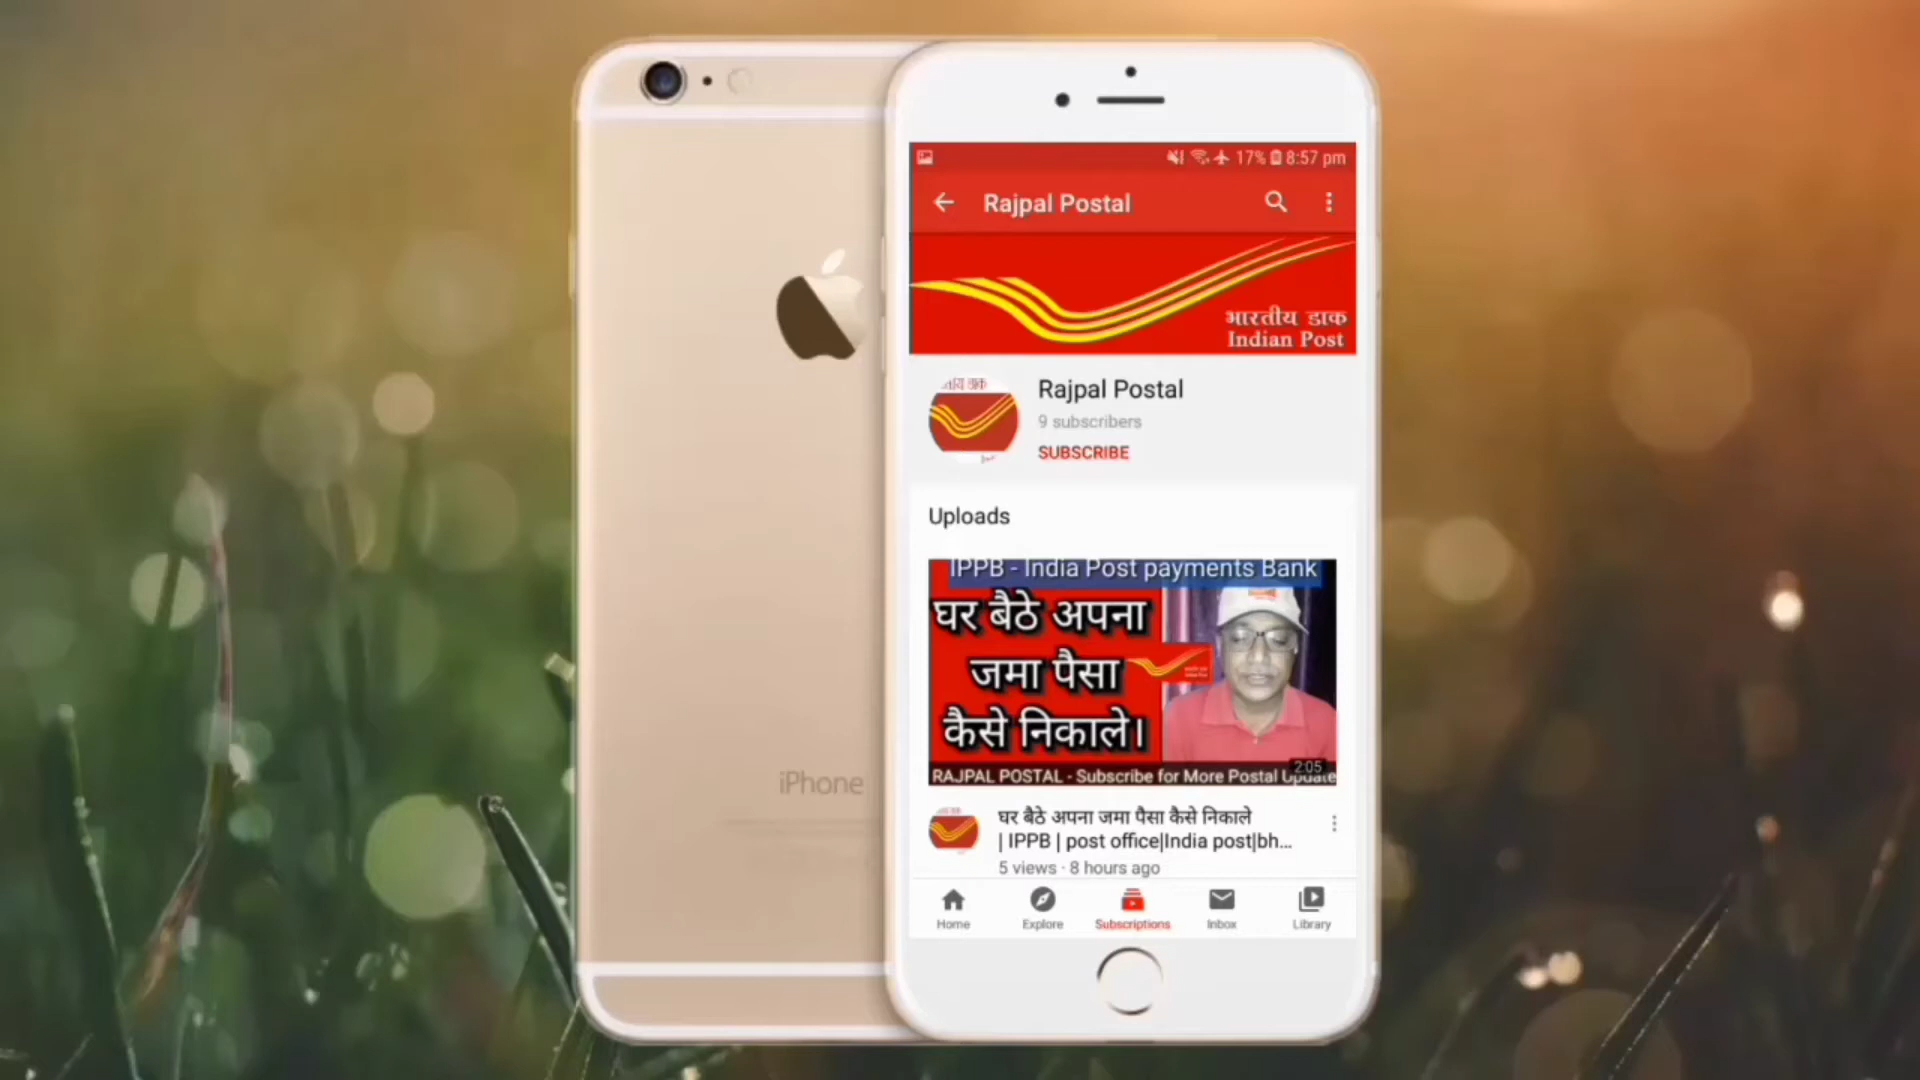 17% 8:57 pm
Rajpal Postal
भारतीय डाक
Indian Post
Rajpal Postal
9 subscribers
SUBSCRIBE
Uploads
IPPB - India Post payments Bank
घर बैठे अपना
जमा पैसा
कैसे निकाले।
2:05
RAJPAL POSTAL - Subscribe for More Postal Update
घर बैठे अपना जमा पैसा कैसे निकाले
| IPPB | post office|India post|bh...
5 views · 8 hours ago
Home Explore Subscriptions Inbox Library
iPhone